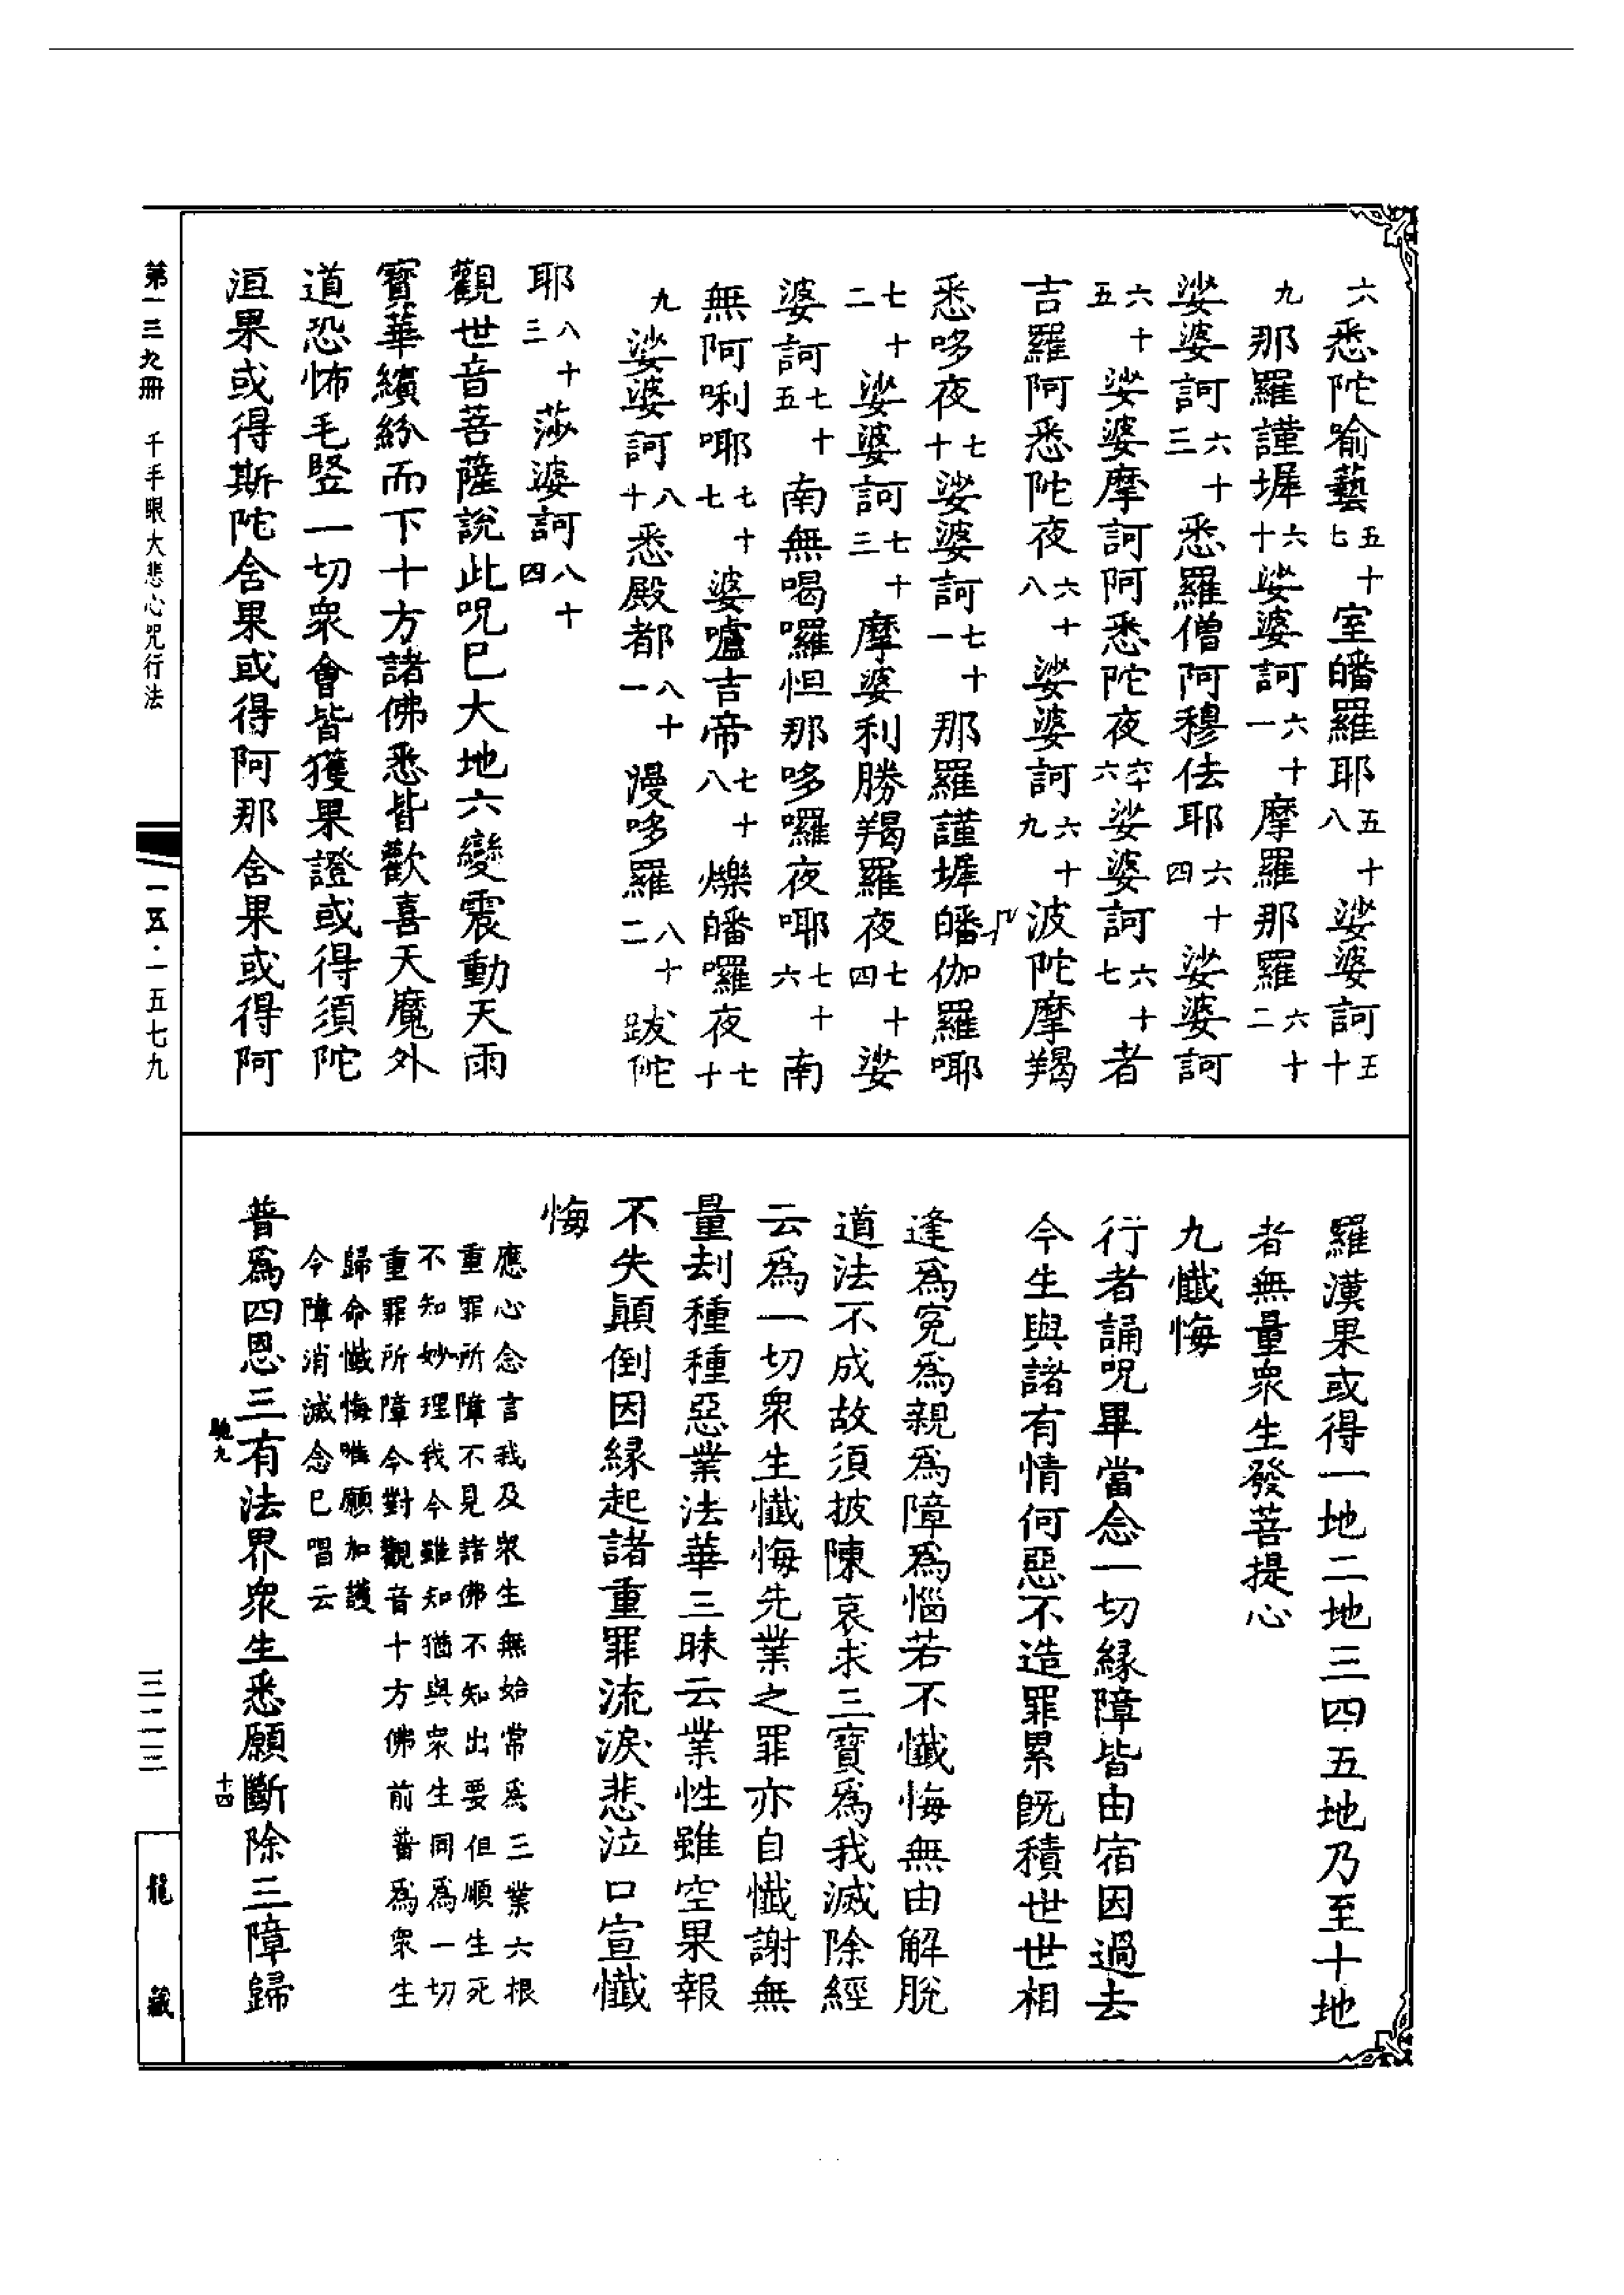 六悉陀喻藝五十七室皤羅耶五十八娑婆訶五十
九那羅謹墀六十娑婆訶六十一摩羅那羅六十二
娑婆訶六十三悉羅僧阿穆佉耶六十四娑婆訶
六十五娑婆摩訶阿悉陀夜六十六娑婆訶六十七者
吉羅阿悉陀夜六十八娑婆訶六十九波陀摩羯
悉哆夜七十娑婆訶七十一那羅謹墀皤伽羅哪
七十二娑婆訶七十三摩婆利勝羯羅夜七十四娑
婆訶七十五南無喝囉怛那哆囉夜哪七十六南
無阿唎哪七十七婆嚧吉帝七十八爍皤囉夜七十
九娑婆訶八十悉殿都八十一漫哆羅八十二跋陀
耶八十三莎婆訶八十四
觀世音菩薩說此呪已大地六變震動天雨
寶華繽紛而下十方諸佛悉皆歡喜天魔外
道恐怖毛竪一切衆會皆獲果證或得須陀
洹果或得斯陀含果或得阿那含果或得阿
羅漢果或得一地二地三四五地乃至十地
者無量衆生發菩提心
九懺悔
行者誦呪畢當念一切緣障皆由宿因過去
今生與諸有情何惡不造罪累既積世世相
逢為冤為親為障為惱若不懺悔無由解脫
道法不成故須披陳哀求三寶為我滅除經
云為一切衆生懺悔先業之罪亦自懺謝無
量刦種種惡業法華三昧云業性雖空果報
不失顛倒因緣起諸重罪流淚悲泣口宣懺
悔
應心念言我及衆生無始常為三業六根
重罪所障不見諸佛不知出要但順生死
不知妙理我今雖知猶與衆生同為一切
重罪所障今對觀音十方佛前普為衆生
歸命懺悔唯願加護
今障消滅念已唱云
普為四恩三有法界衆生悉願斷除三障歸
馳九
十四
第一三九冊 千手眼大悲心呪行法
一五·一五七九
三二三
龍藏